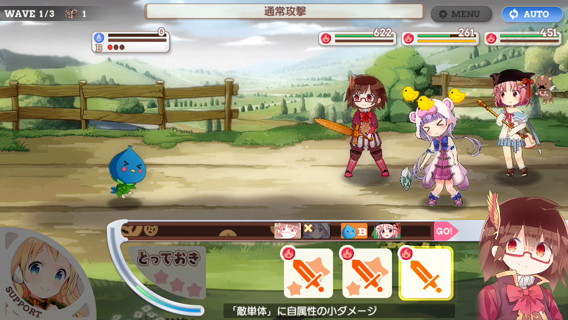 WAVE 1/3 1
通常攻撃
MENU
AUTO
0
B
622
261
451
B
GO!
とっておき
SUPPORT
「敵単体」に自属性の小ダメージ